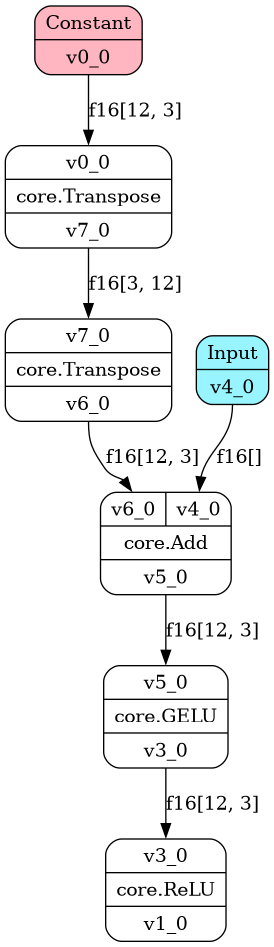 Constant
v0_0
f16[12, 3]
v0_0
core.Transpose
v7_0
f16[3, 12]
v7_0
core.Transpose
v6_0
Input
v4_0
f16[12, 3]
f16[]
v6_0 v4_0
core.Add
v5_0
f16[12, 3]
v5_0
core.GELU
v3_0
f16[12, 3]
v3_0
core.ReLU
v1_0